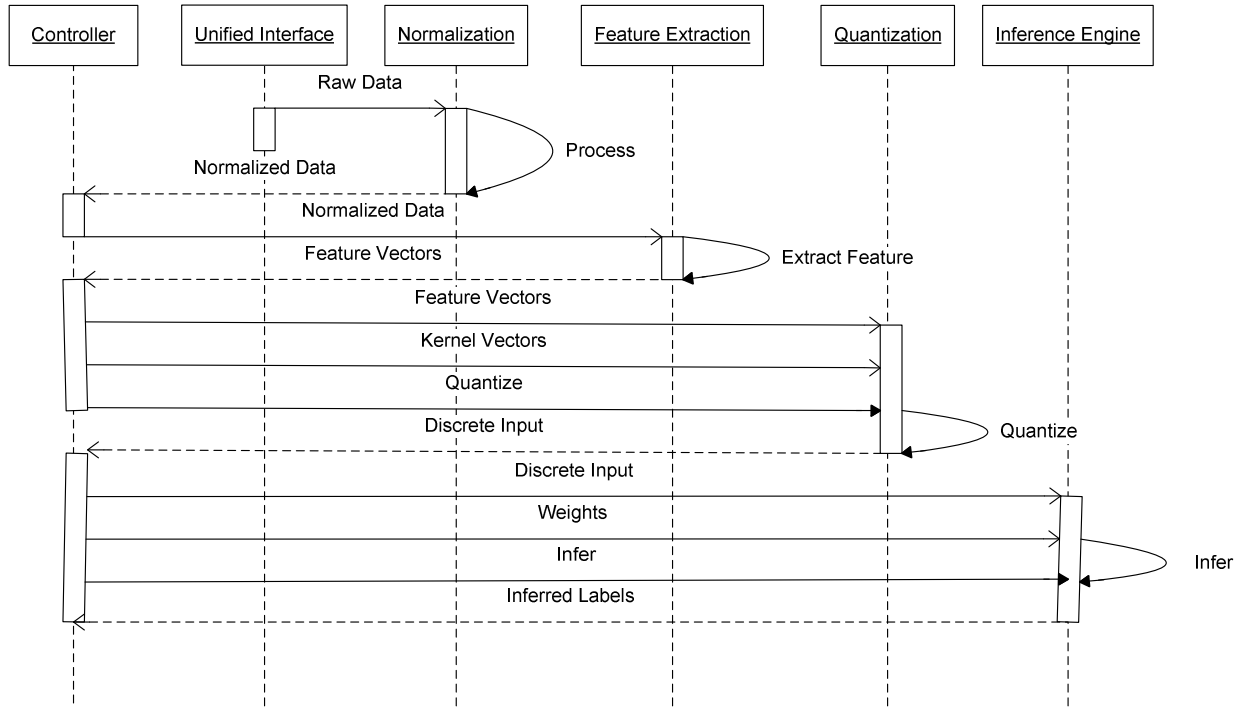 Controller
Unified Interface
Normalization
Feature Extraction
Quantization
Inference Engine
Raw Data
Process
Normalized Data
Normalized Data
Feature Vectors
Extract Feature
Feature Vectors
Kernel Vectors
Quantize
Discrete Input
Quantize
Discrete Input
Weights
Infer
Infer
Inferred Labels